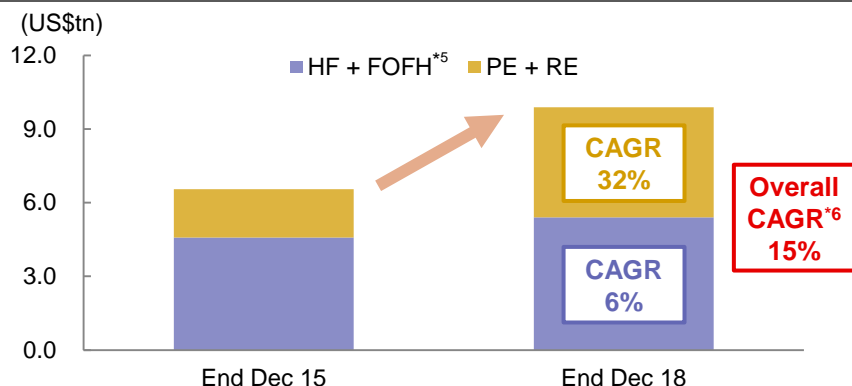 (US$tn)
12.0
HF + FOFH*5 PE + RE
9.0
CAGR
32%
6.0
Overall
CAGR*6
15%
3.0
CAGR
6%
0.0
End Dec 15 End Dec 18